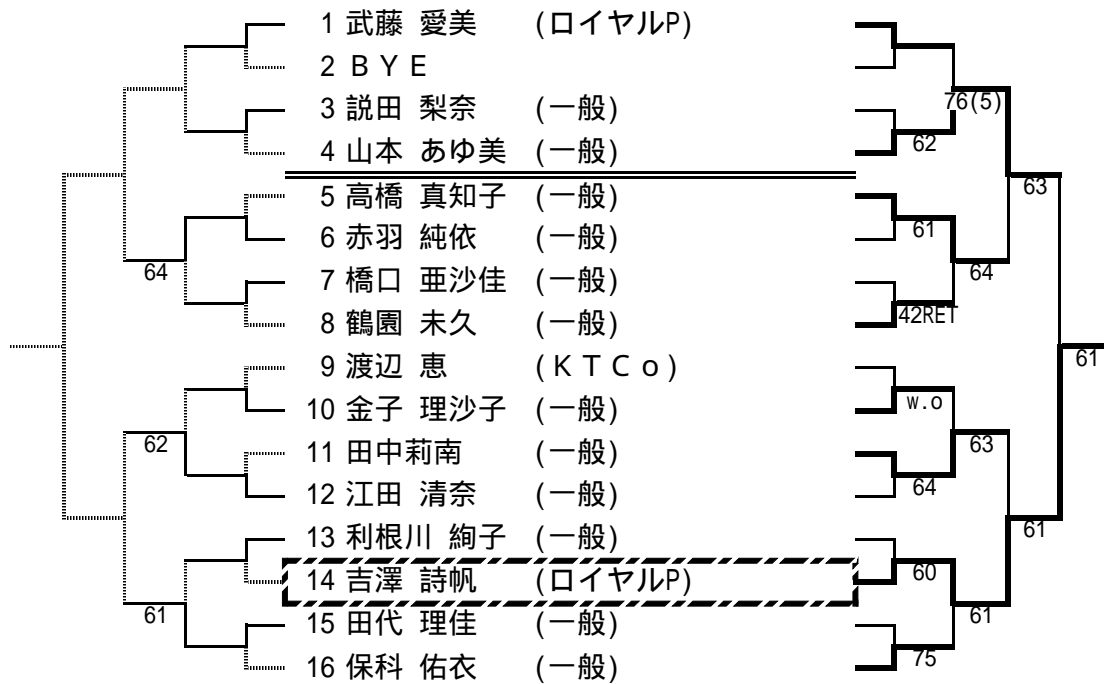 1 武藤 愛美 (ロイヤルP)
2 ＢＹＥ
76(5)
3 説田 梨奈 (一般)
62
4 山本 あゆ美 (一般)
63
5 高橋 真知子 (一般)
61
6 赤羽 純依 (一般)
64
64
7 橋口 亜沙佳 (一般)
42RET
8 鶴園 未久 (一般)
61
9 渡辺 恵 (ＫＴＣｏ)
w.o
10 金子 理沙子 (一般)
62
63
11 田中莉南 (一般)
64
12 江田 清奈 (一般)
61
13 利根川 絢子 (一般)
60
14 吉澤 詩帆 (ロイヤルP)
61
61
15 田代 理佳 (一般)
75
16 保科 佑衣 (一般)